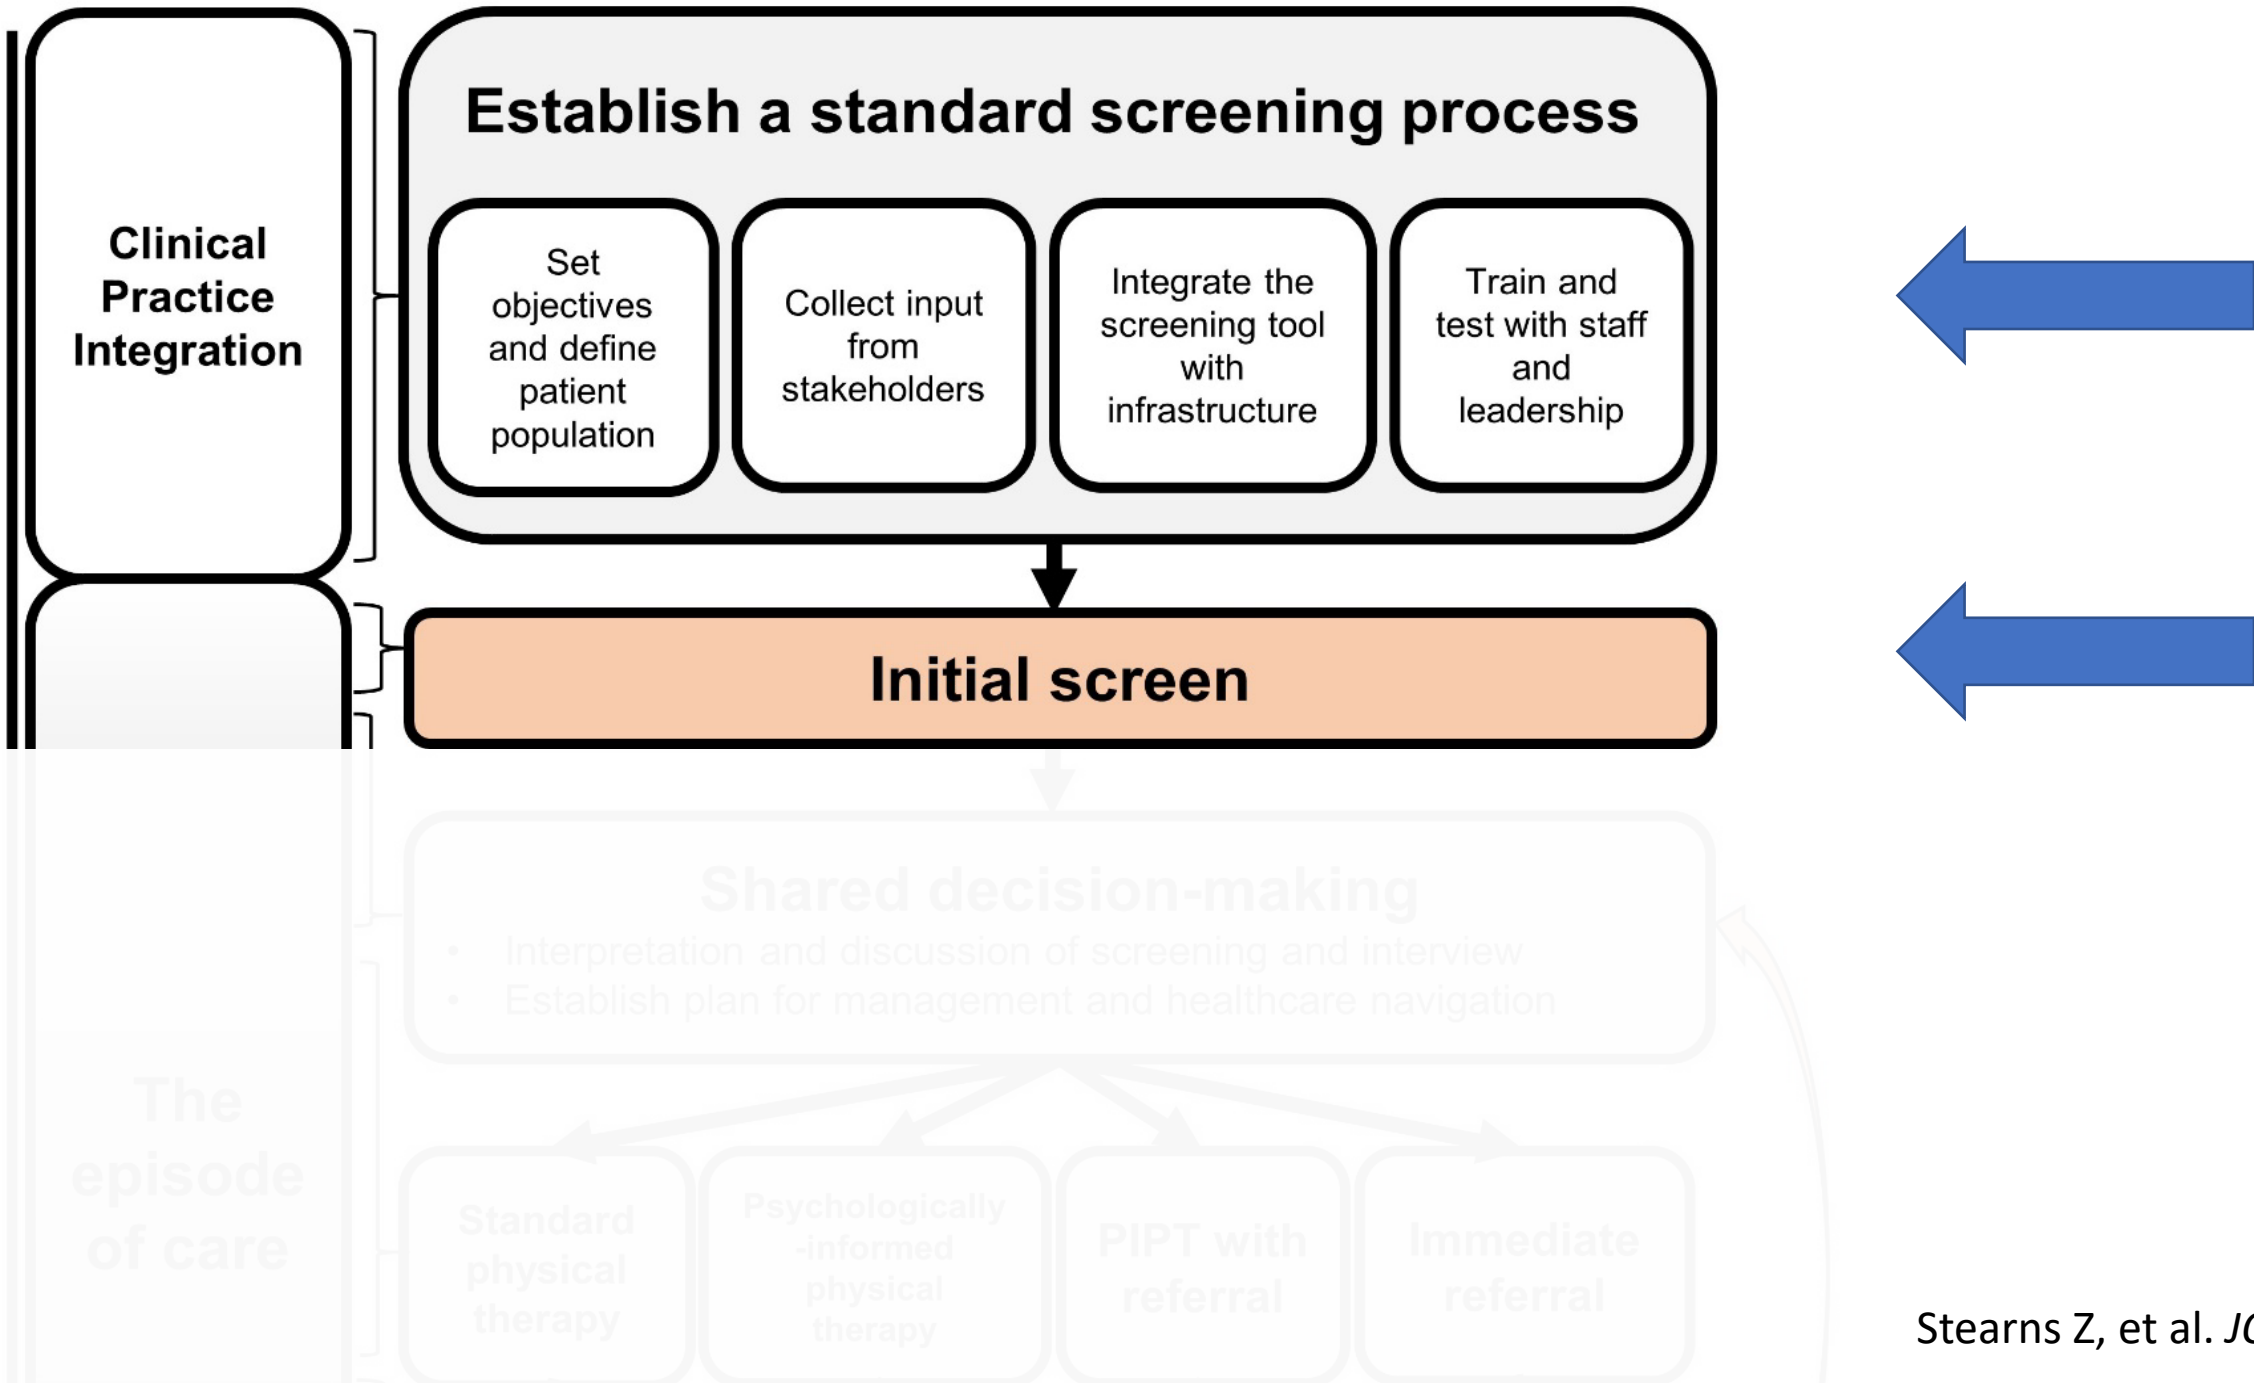 Clinical
Practice
Integration
Establish a standard screening process
Set
objectives
and define
patient
population
Collect input
from
stakeholders
Integrate the
screening tool
with
infrastructure
Train and
test with staff
and
leadership
Initial screen
Shared decision-making
• Interpretation and discussion of screening and interview
• Establish plan for management and healthcare navigation
The
episode
of care
Standard
physical
therapy
Psychologically
-informed
physical
therapy
PIPT with
referral
Immediate
referral
Stearns Z, et al.